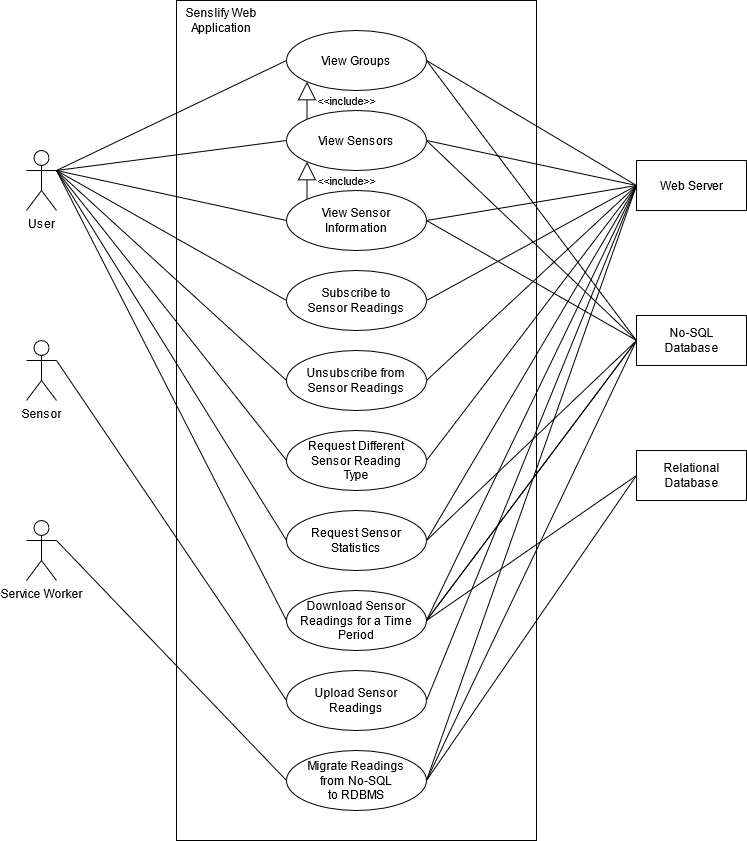 Senslify Web
Application
View Groups
<<include>>
View Sensors
<<include>>
View Sensor
Information
Subscribe to
Sensor Readings
Unsubscribe from
Sensor Readings
Request Different
Sensor Reading
Type
Request Sensor
Statistics
Download Sensor
Readings for a Time
Period
Upload Sensor
Readings
Migrate Readings
from No-SQL
to RDBMS
User
Sensor
Service Worker
Web Server
No-SQL
Database
Relational
Database